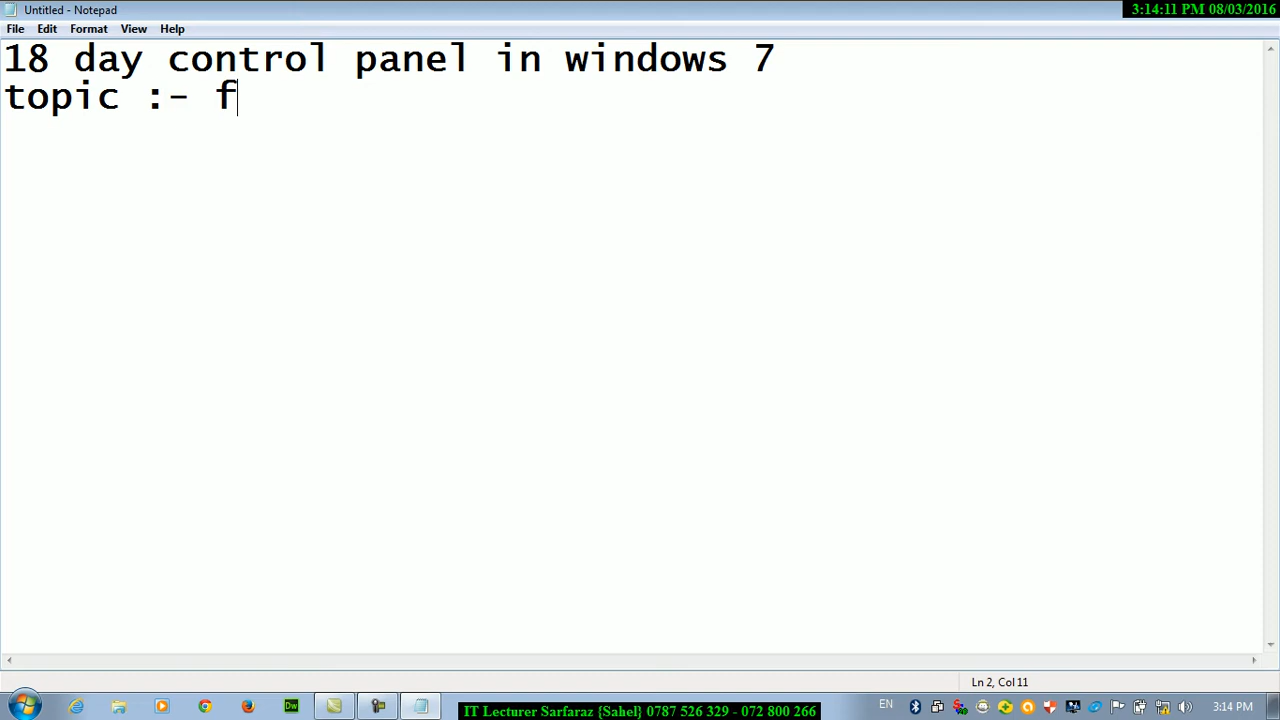 Untitled - Notepad
3:14:11 PM 08/03/2016
File Edit Format View Help
18 day control panel in windows 7
topic :- f
Ln 2, Col 11
Dw
IT Lecturer Sarfaraz {Sahel} 0787 526 329 - 072 800 266
EN
3:14 PM